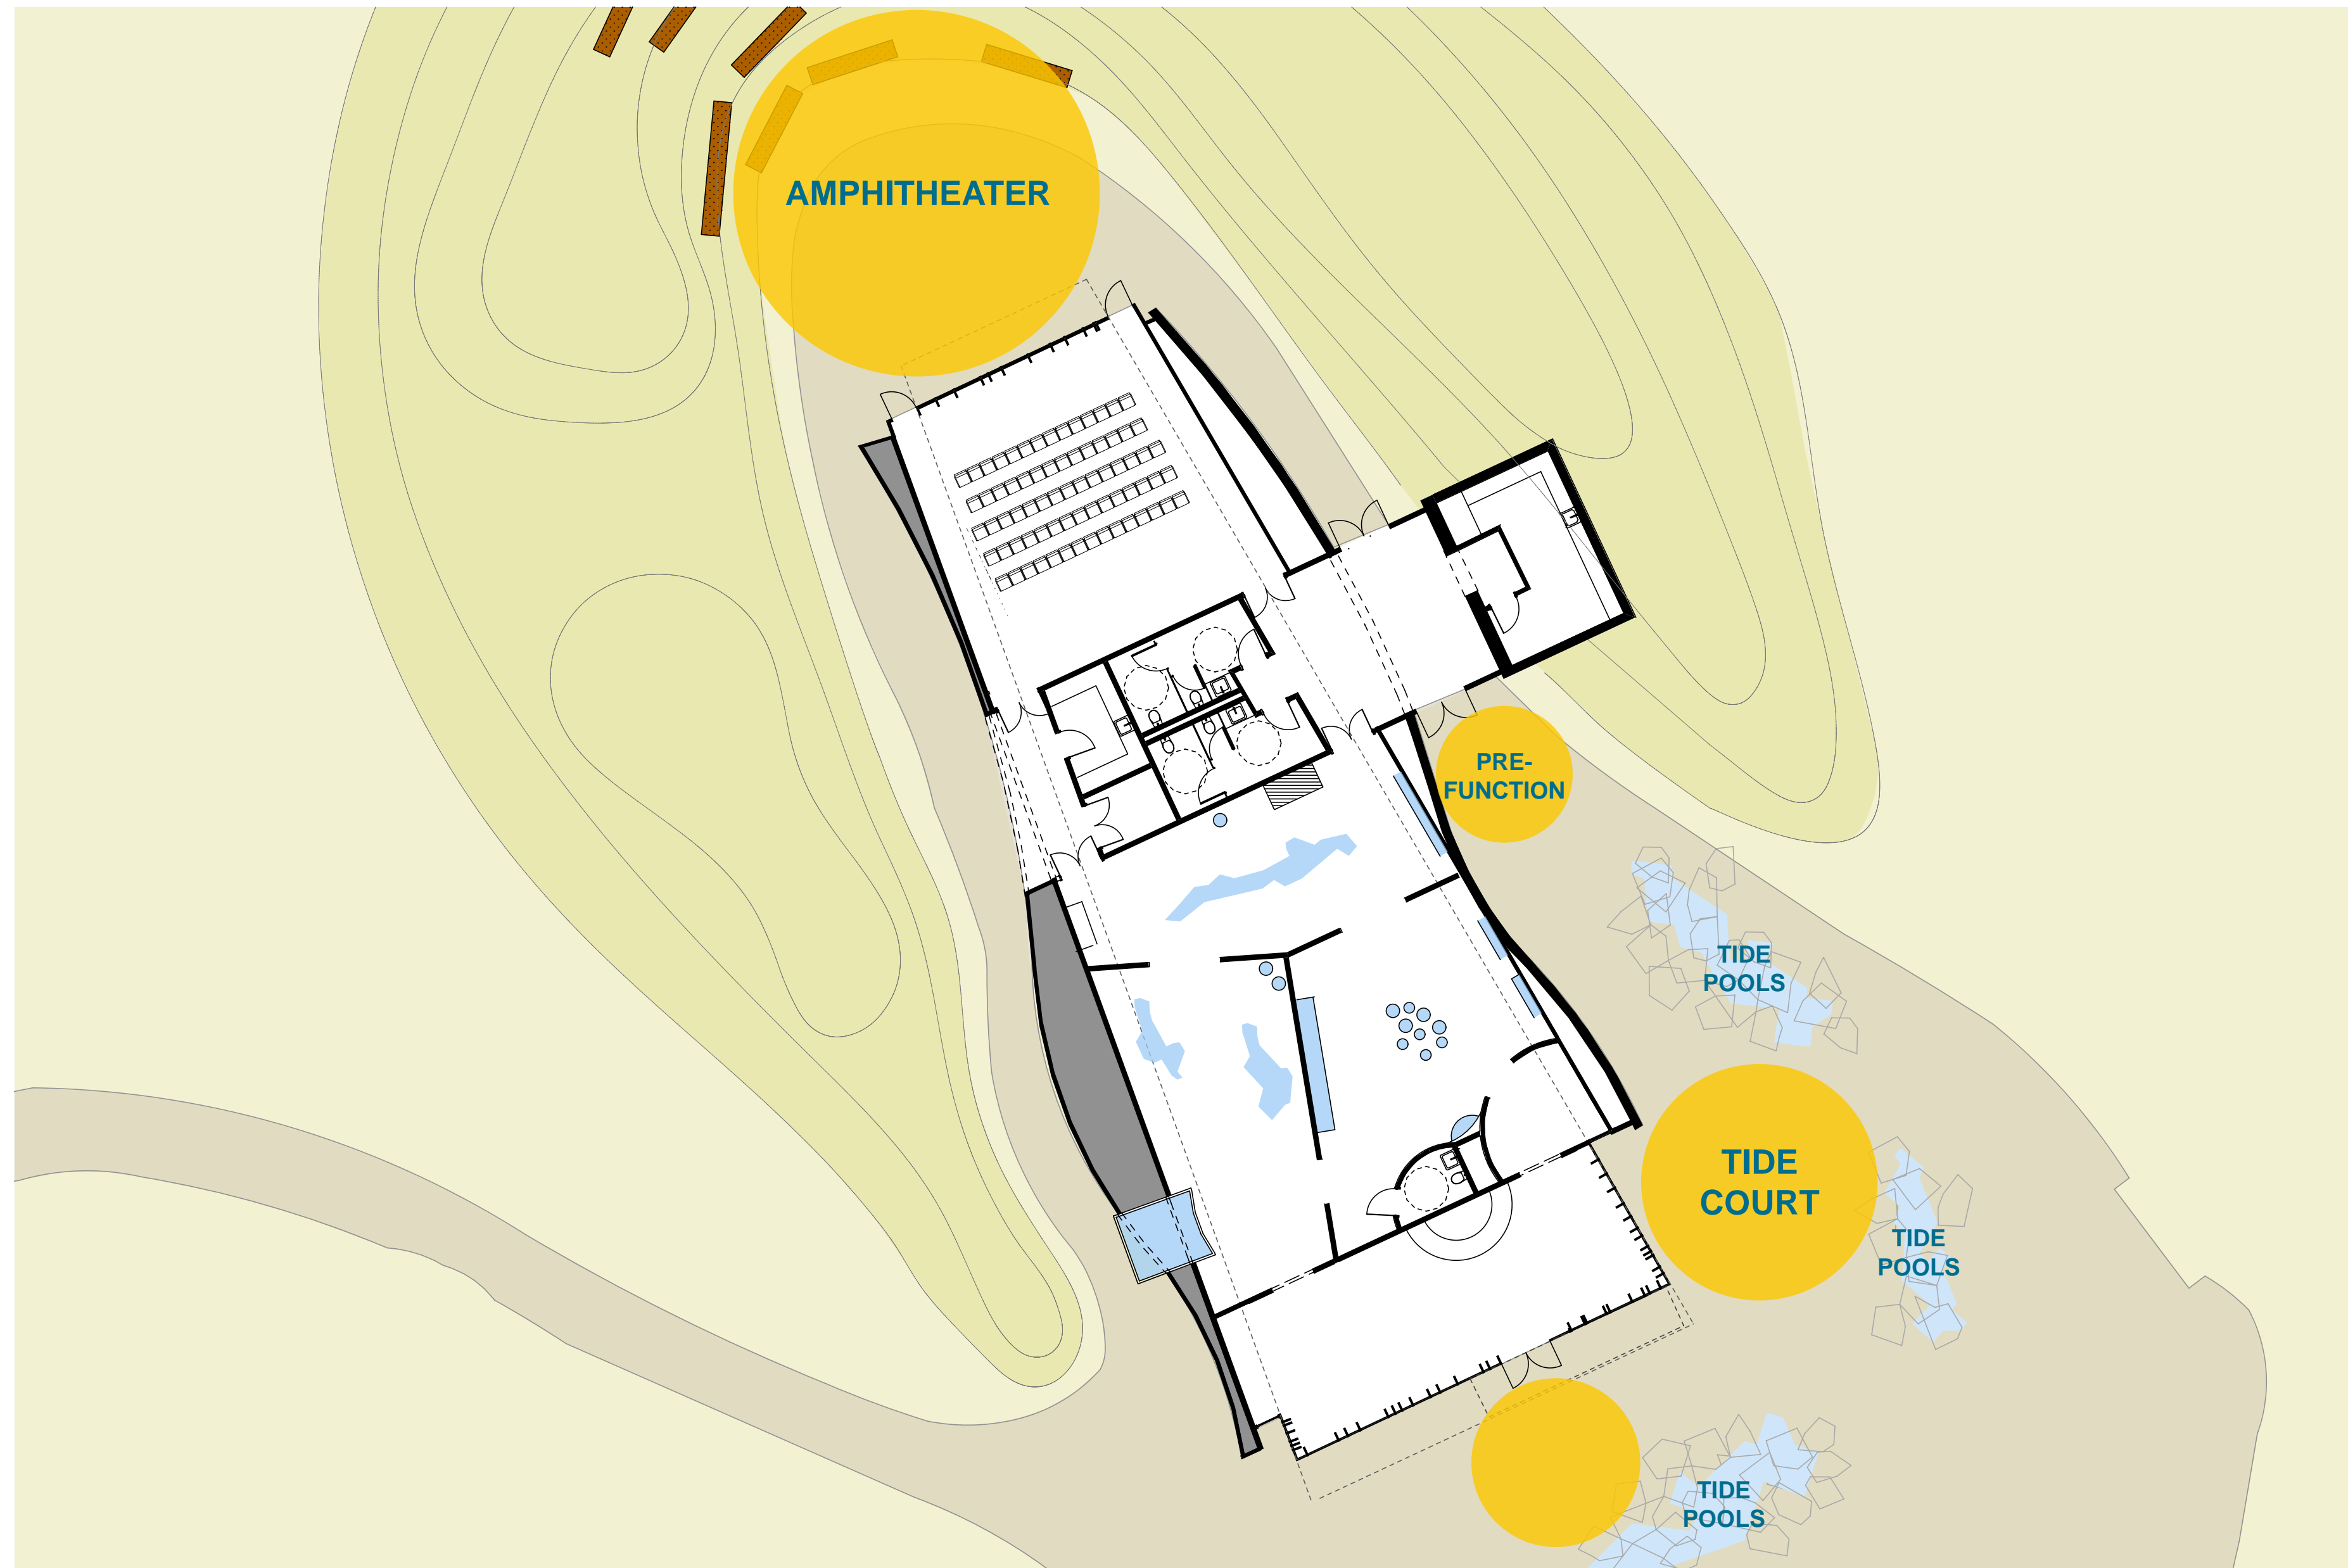 AMPHITHEATER
PRE-
FUNCTION
TIDE
POOLS
TIDE
COURT
TIDE
POOLS
TIDE
POOLS